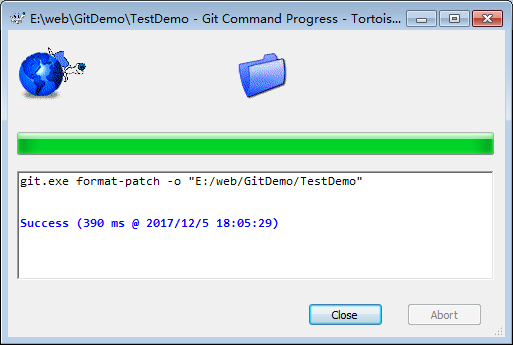 E:\web\GitDemo\TestDemo - Git Command Progress - Tortois...
git.exe format-patch -o "E:/web/GitDemo/TestDemo"
Success (390 ms @ 2017/12/5 18:05:29)
Close
Abort